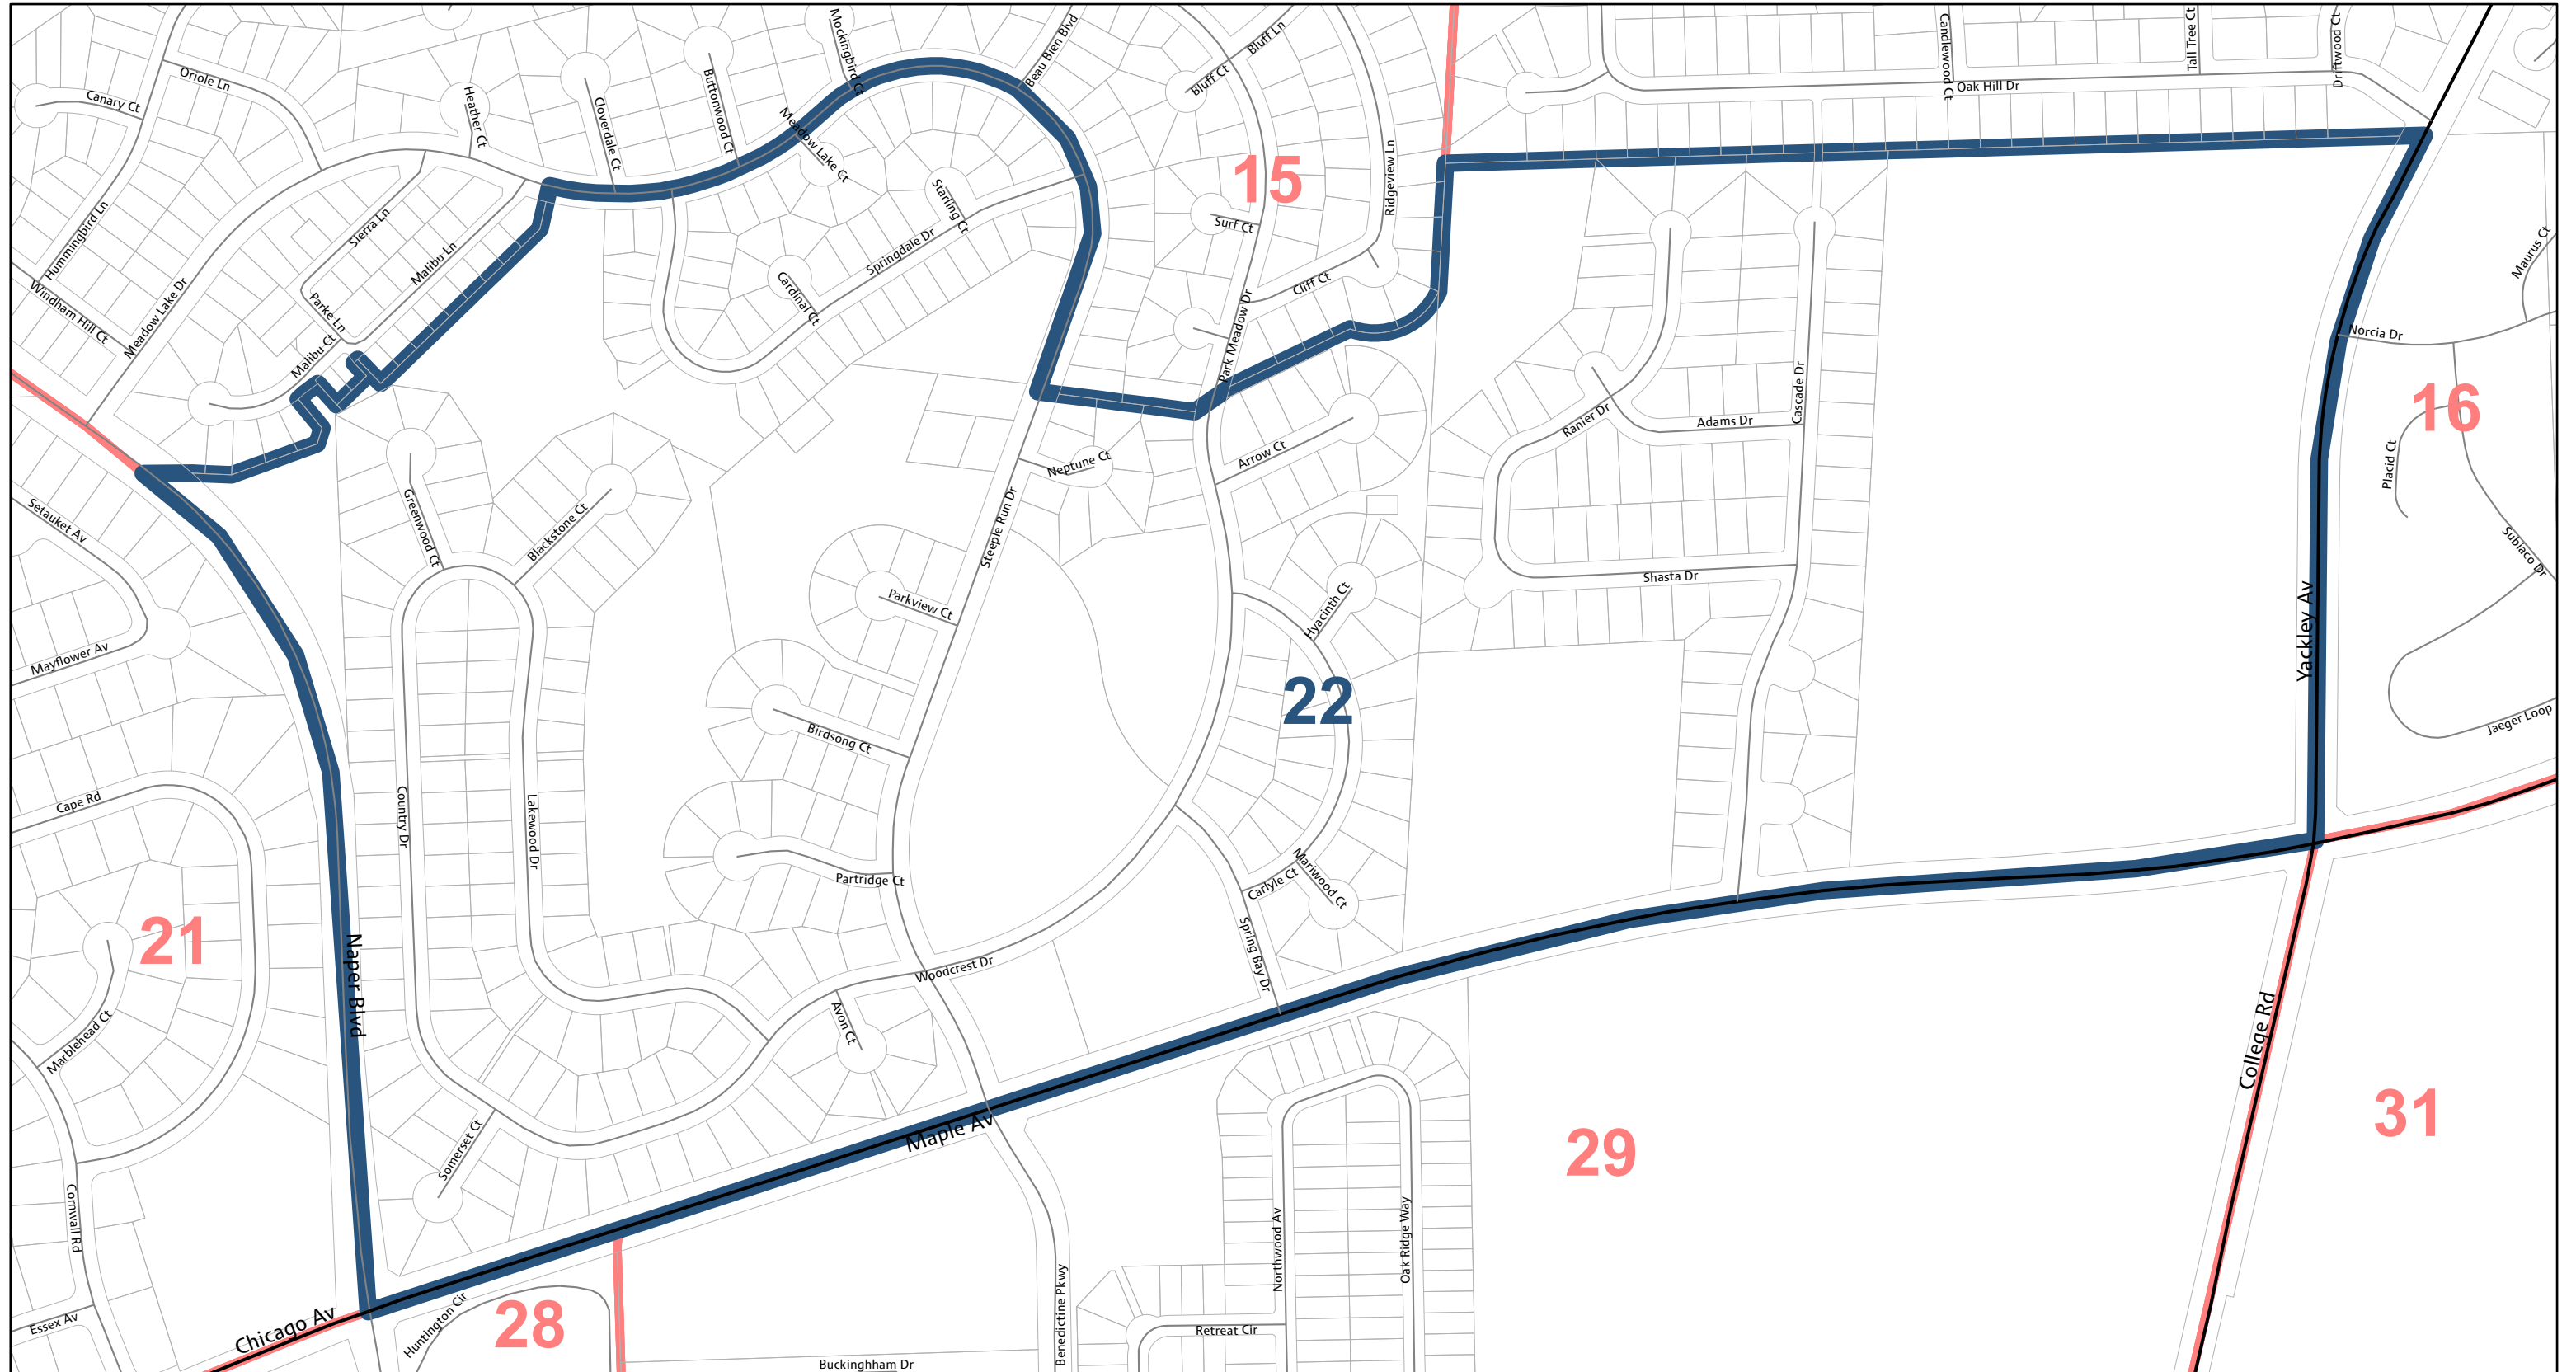 Mockingbird Ct
Beau Bien Blvd
Bluff Ln
Candlewood Ct
Tall Tree Ct
Driftwood Ct
Oriole Ln
Canary Ct
Heather Ct
Cloverdale Ct
Buttonwood Ct
Bluff Ct
Oak Hill Dr
Meadow Lake Ct
15
Ridgeview Ln
Starling Ct
Hummingbird Ln
Sierra Ln
Malibu Ln
Springdale Dr
Surf Ct
Maurus Ct
Windham Hill Ct
Meadow Lake Dr
Parke Ln
Malibu Ct
Cardinal Ct
Cliff Ct
Park Meadow Dr
Norcia Dr
16
Cascade Dr
Ranier Dr
Adams Dr
Placid Ct
Arrow Ct
Neptune Ct
Setauket Av
Greenwood Ct
Blackstone Ct
Steeple Run Dr
Subiaco Dr
Shasta Dr
Parkview Ct
Hyacinth Ct
Yackley Av
Mayflower Av
22
Birdsong Ct
Jaeger Loop
Cape Rd
Country Dr
Lakewood Dr
Partridge Ct
Mariwood Ct
Carlyle Ct
21
Naper Blvd
Spring Bay Dr
Woodcrest Dr
Avon Ct
College Rd
Marblehead Ct
31
Maple Av
29
Somerset Ct
Cornwall Rd
Northwood Av
Oak Ridge Way
Benedictine Pkwy
Chicago Av
Essex Av
Huntington Cir
28
Retreat Cir
Buckinghham Dr